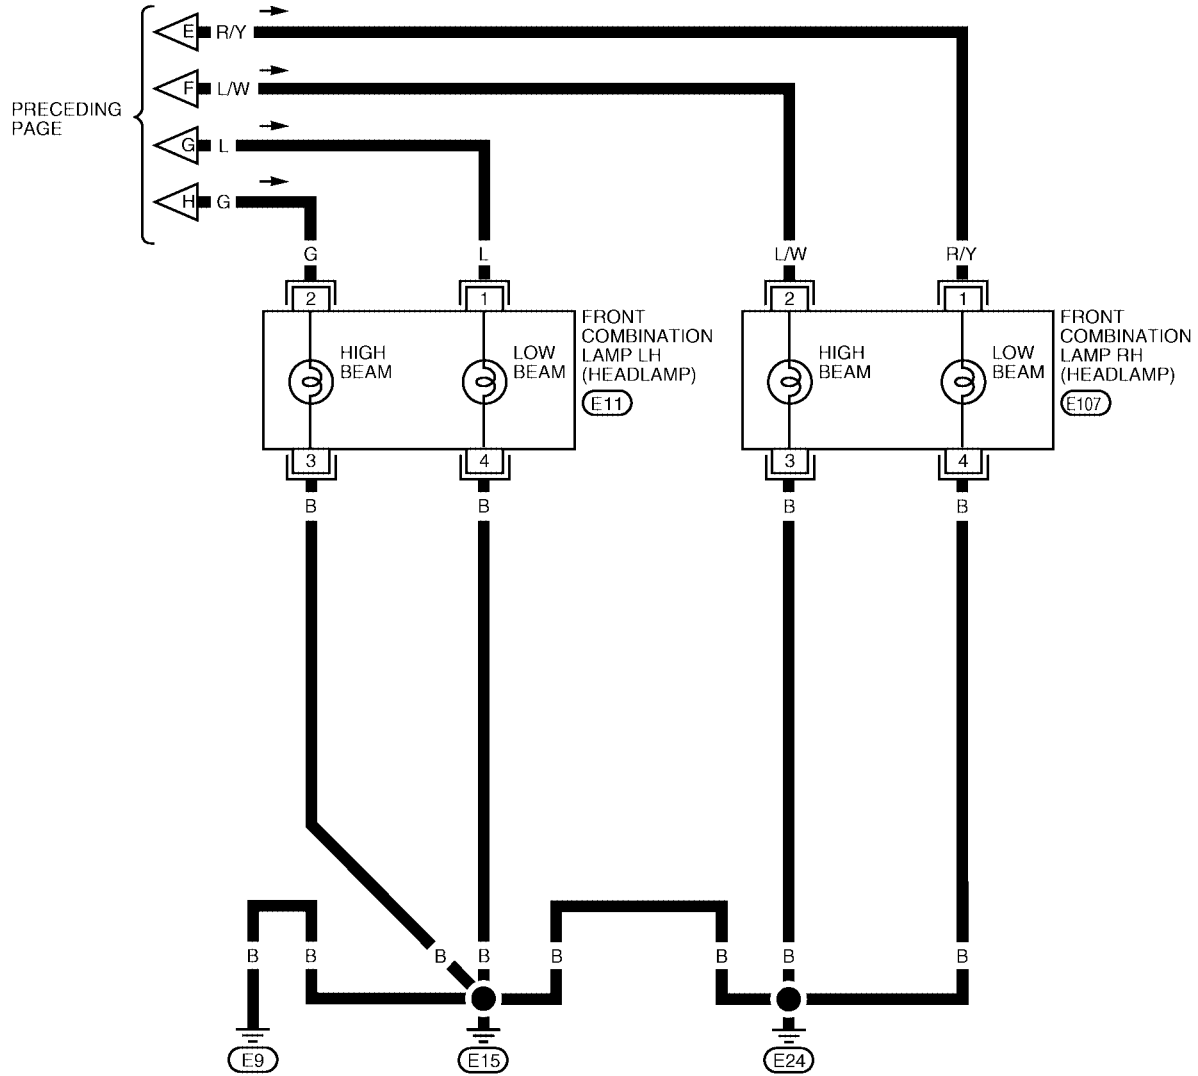 E R/Y
F L/W
PRECEDING
PAGE
G L
H G
G L L/W R/Y
2 1 2 1
FRONT
COMBINATION
LAMP LH
(HEADLAMP)
E11
FRONT
COMBINATION
LAMP RH
(HEADLAMP)
E107
HIGH
BEAM
LOW
BEAM
HIGH
BEAM
LOW
BEAM
3 4 3 4
B B B B
B B B B B B B B
E9 E15 E24